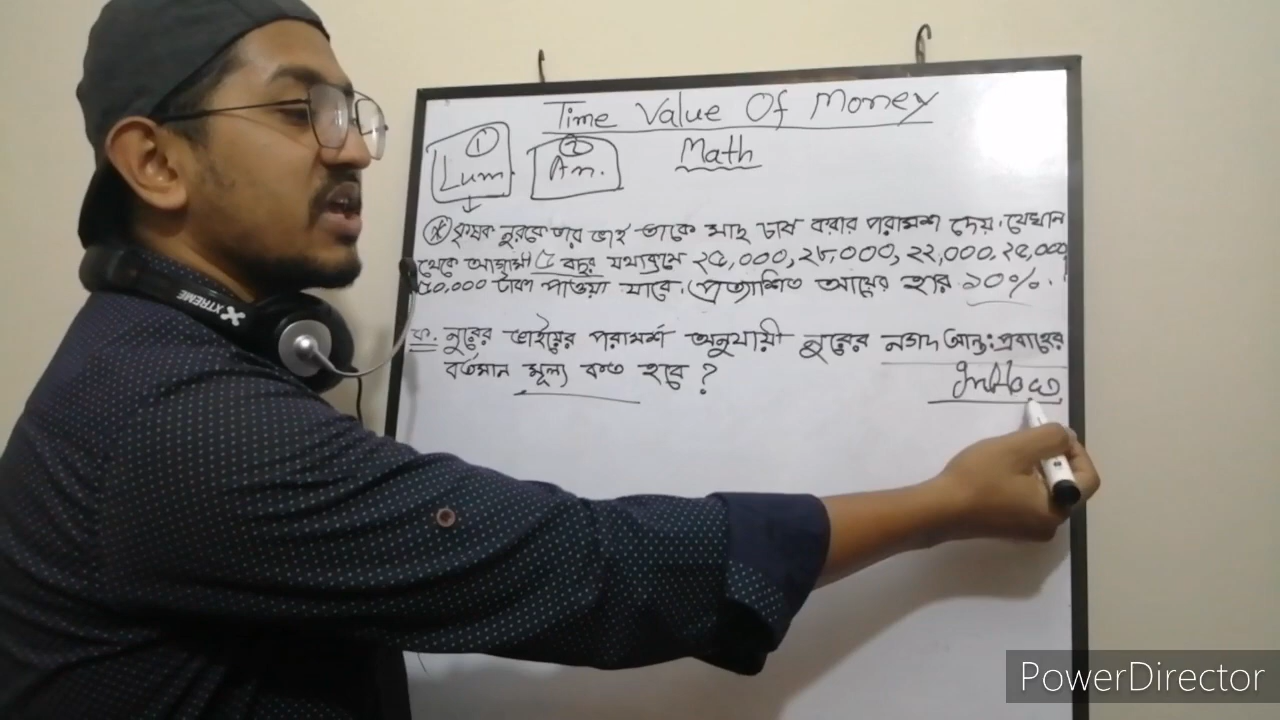 Time Value Of Money
Math
①
Lum.
②
An.
কৃষক নুরকে তার ভাই তাকে মাছ চাষ করার পরামর্শ দেয়, যেখান
থেকে আগামী ৫ বছর যথাক্রমে ২৫,০০০, ২৮,০০০, ২২,০০০, ২৫,০০০,
৫০,০০০ টাকা পাওয়া যাবে। প্রত্যাশিত আয়ের হার ১০%.
ক. নুরের ভাইয়ের পরামর্শ অনুযায়ী নুরের নগদ আন্ত:প্রবাহের
বর্তমান মূল্য কত হবে ?
Inflow
XTREME
PowerDirector